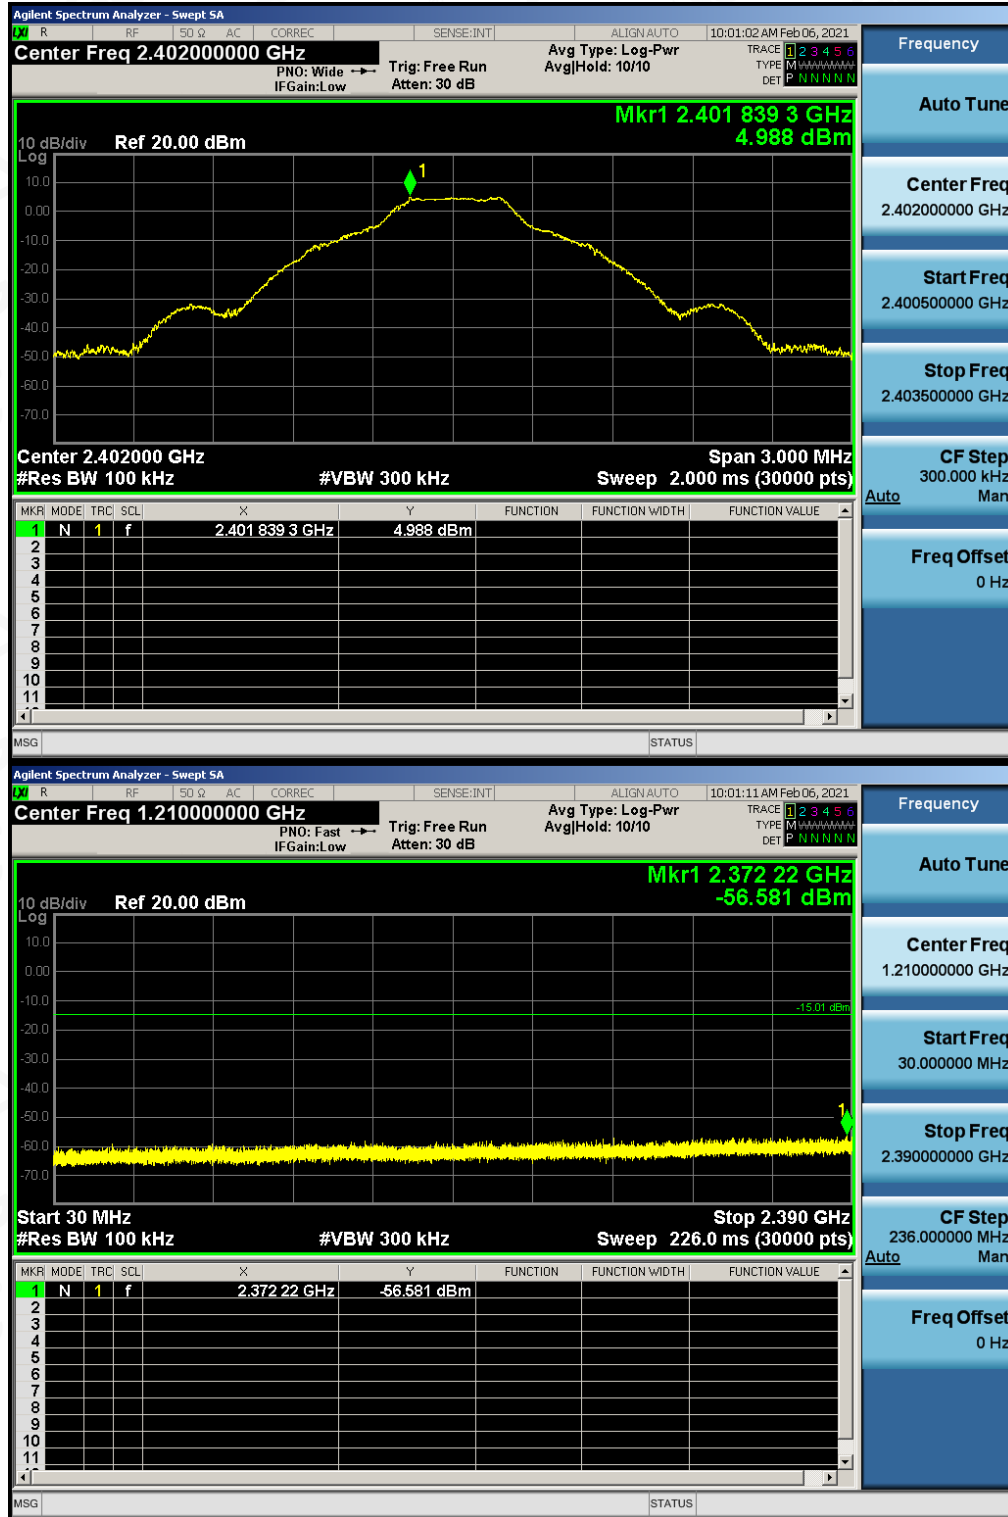 Agilent Spectrum Analyzer - Swept SA
LXI R RF 50 Ω AC CORREC SENSE:INT ALIGN AUTO 10:01:02 AM Feb 06, 2021
Center Freq 2.402000000 GHz
PNO: Wide
IFGain:Low
Trig: Free Run
Atten: 30 dB
Avg Type: Log-Pwr
Avg|Hold: 10/10
TRACE 1 2 3 4 5 6
TYPE M
DET P N N N N N
Mkr1 2.401 839 3 GHz
4.988 dBm
10 dB/div Ref 20.00 dBm
Log
10.0
0.00
-10.0
-20.0
-30.0
-40.0
-50.0
-60.0
-70.0
1
Center 2.402000 GHz Span 3.000 MHz
#Res BW 100 kHz #VBW 300 kHz Sweep 2.000 ms (30000 pts)
MKR MODE TRC SCL X Y FUNCTION FUNCTION WIDTH FUNCTION VALUE
1 N 1 f 2.401 839 3 GHz 4.988 dBm
2
3
4
5
6
7
8
9
10
11
MSG STATUS
Frequency
Auto Tune
Center Freq
2.402000000 GHz
Start Freq
2.400500000 GHz
Stop Freq
2.403500000 GHz
CF Step
300.000 kHz
Auto Man
Freq Offset
0 Hz
Agilent Spectrum Analyzer - Swept SA
LXI R RF 50 Ω AC CORREC SENSE:INT ALIGN AUTO 10:01:11 AM Feb 06, 2021
Center Freq 1.210000000 GHz
PNO: Fast
IFGain:Low
Trig: Free Run
Atten: 30 dB
Avg Type: Log-Pwr
Avg|Hold: 10/10
TRACE 1 2 3 4 5 6
TYPE M
DET P N N N N N
Mkr1 2.372 22 GHz
-56.581 dBm
10 dB/div Ref 20.00 dBm
Log
10.0
0.00
-10.0
-20.0
-30.0
-40.0
-50.0
-60.0
-70.0
-15.01 dBm
1
Start 30 MHz Stop 2.390 GHz
#Res BW 100 kHz #VBW 300 kHz Sweep 226.0 ms (30000 pts)
MKR MODE TRC SCL X Y FUNCTION FUNCTION WIDTH FUNCTION VALUE
1 N 1 f 2.372 22 GHz -56.581 dBm
2
3
4
5
6
7
8
9
10
11
MSG STATUS
Frequency
Auto Tune
Center Freq
1.210000000 GHz
Start Freq
30.000000 MHz
Stop Freq
2.390000000 GHz
CF Step
236.000000 MHz
Auto Man
Freq Offset
0 Hz